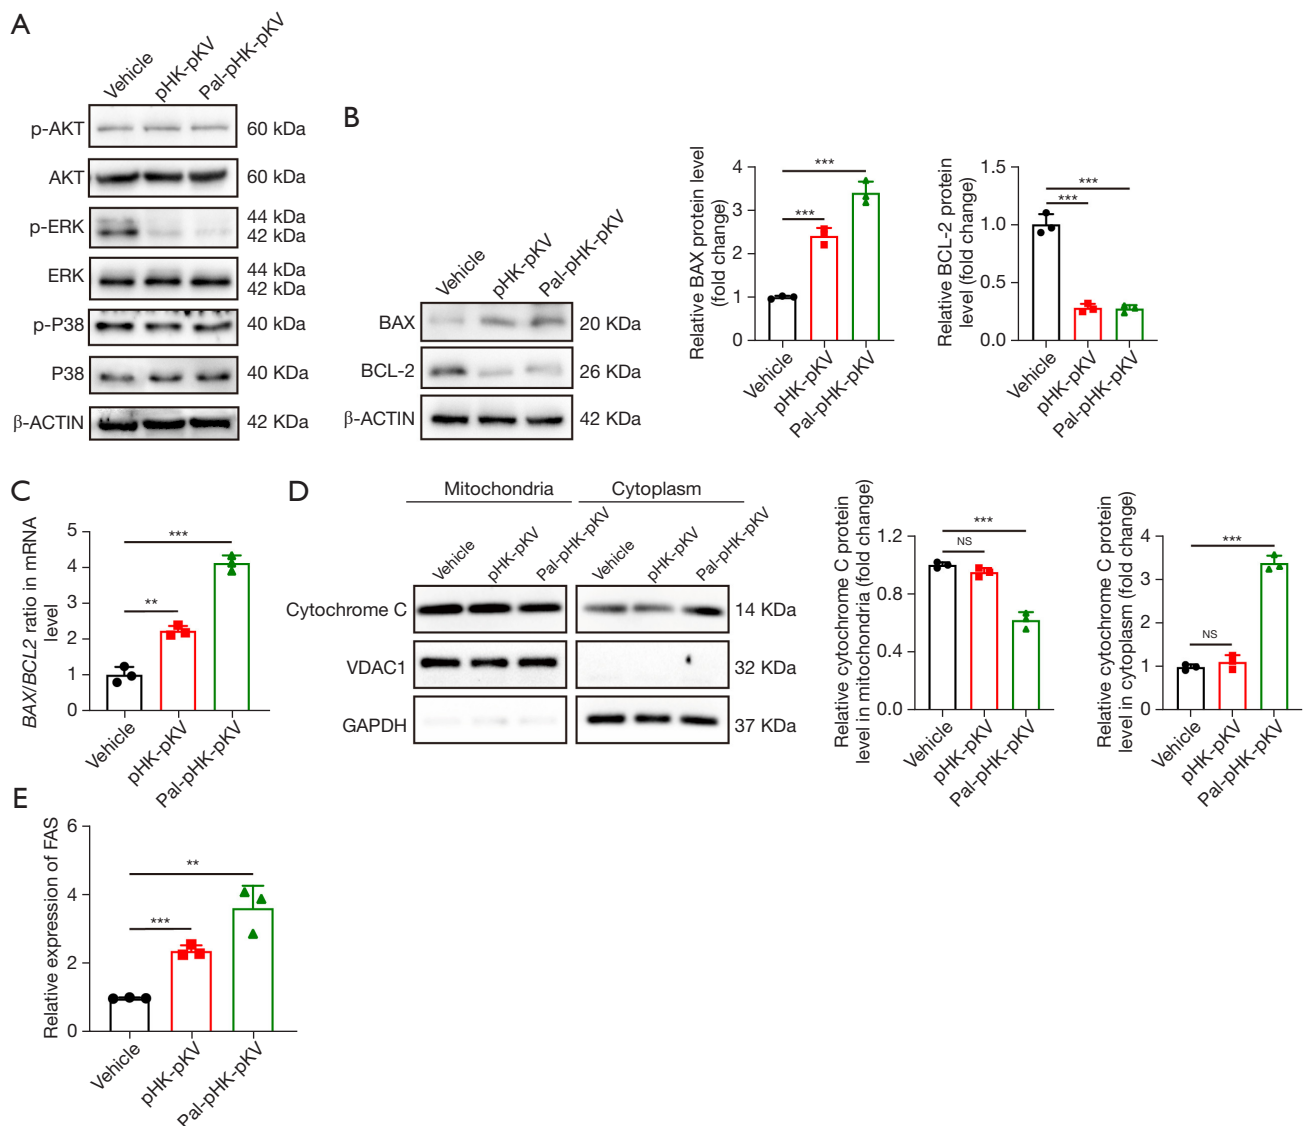 A
Vehicle
pHK-pKV
Pal-pHK-pKV
p-AKT
60 kDa
AKT
60 kDa
p-ERK
44 kDa
42 kDa
ERK
44 kDa
42 kDa
p-P38
40 kDa
P38
40 KDa
β-ACTIN
42 KDa
B
Vehicle
pHK-pKV
Pal-pHK-pKV
BAX
20 KDa
BCL-2
26 KDa
β-ACTIN
42 KDa
Relative BAX protein level
(fold change)
4
3
2
1
0
***
***
Vehicle
pHK-pKV
Pal-pHK-pKV
Relative BCL-2 protein
level (fold change)
1.5
1.0
0.5
0.0
***
***
Vehicle
pHK-pKV
Pal-pHK-pKV
C
BAX/BCL2 ratio in mRNA
level
5
4
3
2
1
0
***
**
Vehicle
pHK-pKV
Pal-pHK-pKV
D
Mitochondria
Cytoplasm
Vehicle
pHK-pKV
Pal-pHK-pKV
Vehicle
pHK-pKV
Pal-pHK-pKV
Cytochrome C
14 KDa
VDAC1
32 KDa
GAPDH
37 KDa
Relative cytochrome C protein
level in mitochondria (fold change)
1.2
0.8
0.4
0.0
***
NS
Vehicle
pHK-pKV
Pal-pHK-pKV
Relative cytochrome C protein
level in cytoplasm (fold change)
4
3
2
1
0
***
NS
Vehicle
pHK-pKV
Pal-pHK-pKV
E
Relative expression of FAS
6
4
2
0
**
***
Vehicle
pHK-pKV
Pal-pHK-pKV